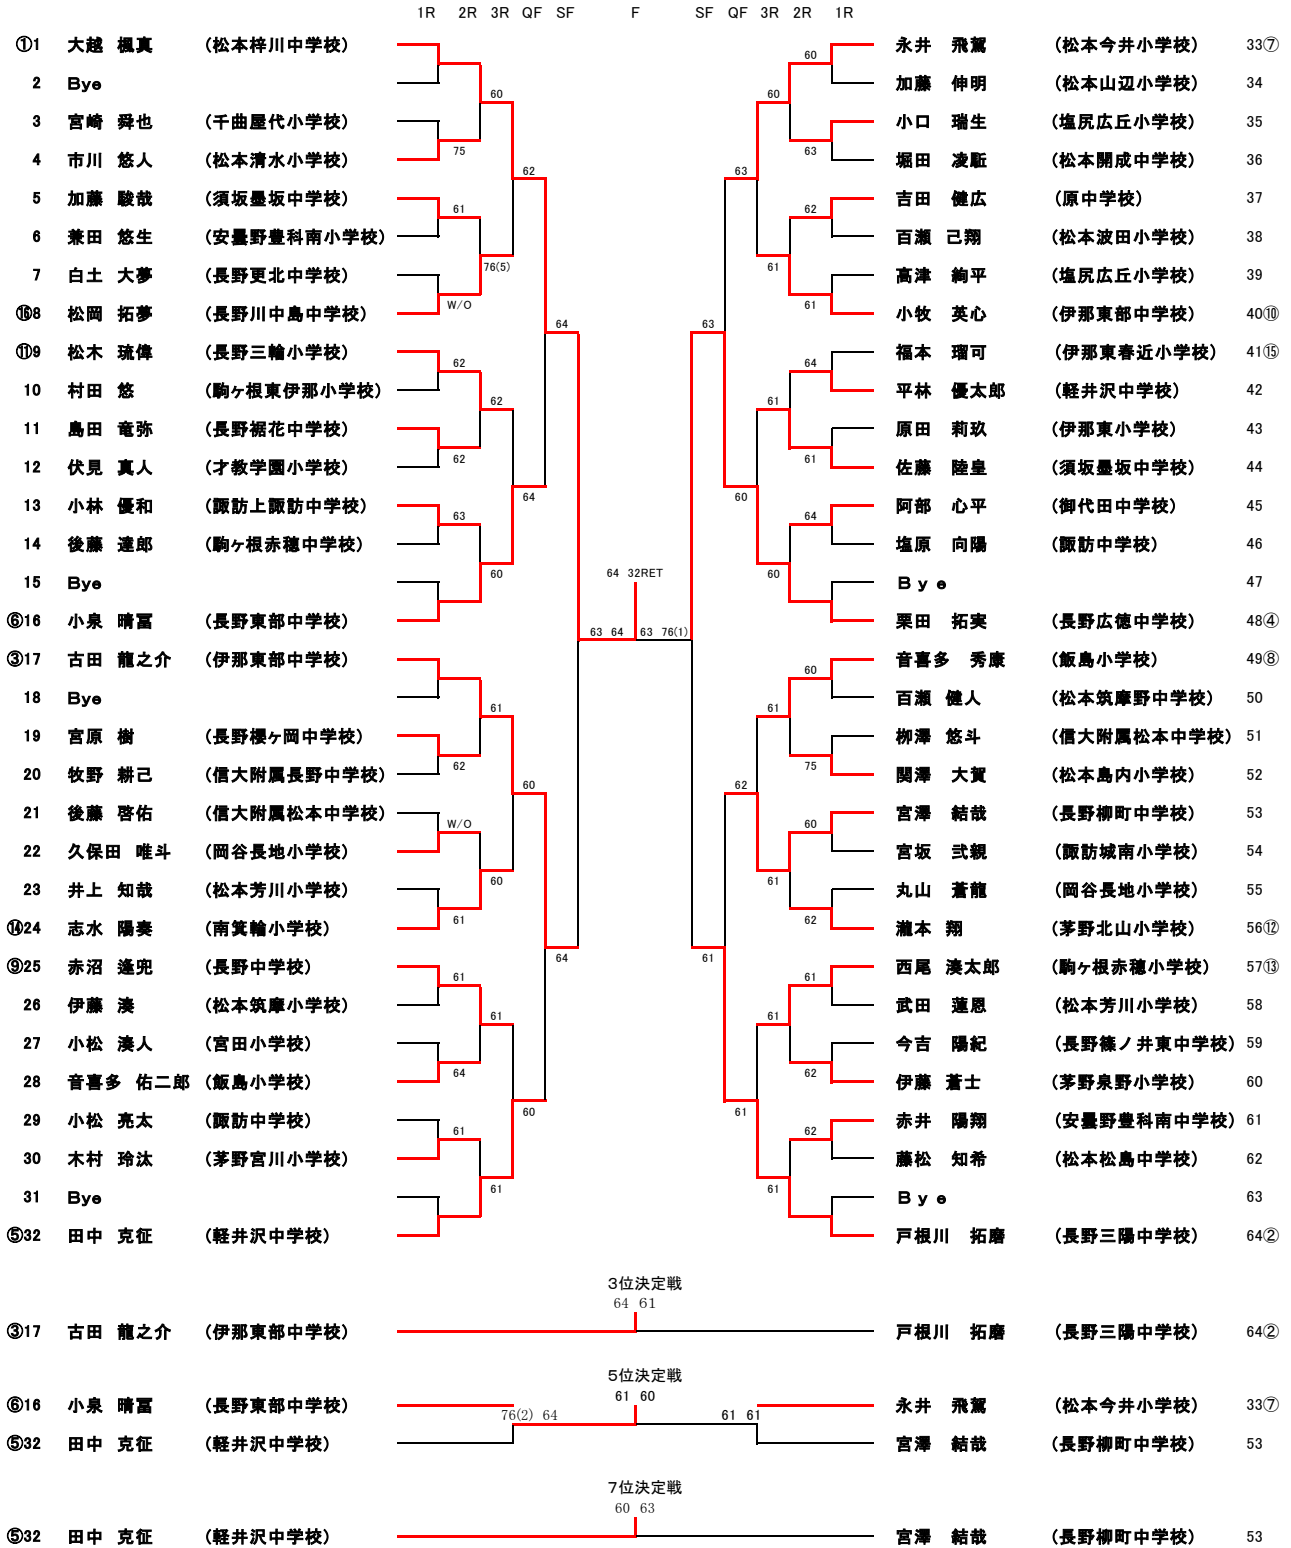 1R 2R 3R QF SF F SF QF 3R 2R 1R
①1 大越 楓真 (松本梓川中学校) 永井 飛駕 (松本今井小学校) 33⑦
60
2 Bye 加藤 伸明 (松本山辺小学校) 34
60 60
3 宮崎 舜也 (千曲屋代小学校) 小口 瑞生 (塩尻広丘小学校) 35
75 63
4 市川 悠人 (松本清水小学校) 堀田 凌駈 (松本開成中学校) 36
62 63
5 加藤 駿哉 (須坂墨坂中学校) 吉田 健広 (原中学校) 37
61 62
6 兼田 悠生 (安曇野豊科南小学校) 百瀬 己翔 (松本波田小学校) 38
76(5) 61
7 白土 大夢 (長野更北中学校) 高津 絢平 (塩尻広丘小学校) 39
W/O 61
⑯8 松岡 拓夢 (長野川中島中学校) 小牧 英心 (伊那東部中学校) 40⑩
64 63
⑪9 松木 琉偉 (長野三輪小学校) 福本 瑠可 (伊那東春近小学校) 41⑮
62 64
10 村田 悠 (駒ヶ根東伊那小学校) 平林 優太郎 (軽井沢中学校) 42
62 61
11 島田 竜弥 (長野裾花中学校) 原田 莉玖 (伊那東小学校) 43
62 61
12 伏見 真人 (才教学園小学校) 佐藤 陸皇 (須坂墨坂中学校) 44
64 60
13 小林 優和 (諏訪上諏訪中学校) 阿部 心平 (御代田中学校) 45
63 64
14 後藤 達郎 (駒ヶ根赤穂中学校) 塩原 向陽 (諏訪中学校) 46
60 64 32RET 60
15 Bye Bye 47
⑥16 小泉 晴冨 (長野東部中学校) 栗田 拓実 (長野広徳中学校) 48④
63 64 63 76(1)
③17 古田 龍之介 (伊那東部中学校) 音喜多 秀康 (飯島小学校) 49⑧
60
18 Bye 百瀬 健人 (松本筑摩野中学校) 50
61 61
19 宮原 樹 (長野櫻ヶ岡中学校) 柳澤 悠斗 (信大附属松本中学校) 51
62 75
20 牧野 耕己 (信大附属長野中学校) 関澤 大賀 (松本島内小学校) 52
60 62
21 後藤 啓佑 (信大附属松本中学校) 宮澤 結哉 (長野柳町中学校) 53
W/O 60
22 久保田 唯斗 (岡谷長地小学校) 宮坂 弐親 (諏訪城南小学校) 54
60 61
23 井上 知哉 (松本芳川小学校) 丸山 蒼龍 (岡谷長地小学校) 55
61 62
⑭24 志水 陽奏 (南箕輪小学校) 瀧本 翔 (茅野北山小学校) 56⑫
64 61
⑨25 赤沼 逢兜 (長野中学校) 西尾 湊太郎 (駒ヶ根赤穂小学校) 57⑬
61 61
26 伊藤 湊 (松本筑摩小学校) 武田 蓮恩 (松本芳川小学校) 58
61 61
27 小松 湊人 (宮田小学校) 今吉 陽紀 (長野篠ノ井東中学校) 59
64 62
28 音喜多 佑二郎 (飯島小学校) 伊藤 蒼士 (茅野泉野小学校) 60
60 61
29 小松 亮太 (諏訪中学校) 赤井 陽翔 (安曇野豊科南中学校) 61
61 62
30 木村 玲汰 (茅野宮川小学校) 藤松 知希 (松本松島中学校) 62
61 61
31 Bye Bye 63
⑤32 田中 克征 (軽井沢中学校) 戸根川 拓磨 (長野三陽中学校) 64②
3位決定戦
64 61
③17 古田 龍之介 (伊那東部中学校) 戸根川 拓磨 (長野三陽中学校) 64②
5位決定戦
61 60
⑥16 小泉 晴冨 (長野東部中学校) 永井 飛駕 (松本今井小学校) 33⑦
76(2) 64 61 61
⑤32 田中 克征 (軽井沢中学校) 宮澤 結哉 (長野柳町中学校) 53
7位決定戦
60 63
⑤32 田中 克征 (軽井沢中学校) 宮澤 結哉 (長野柳町中学校) 53